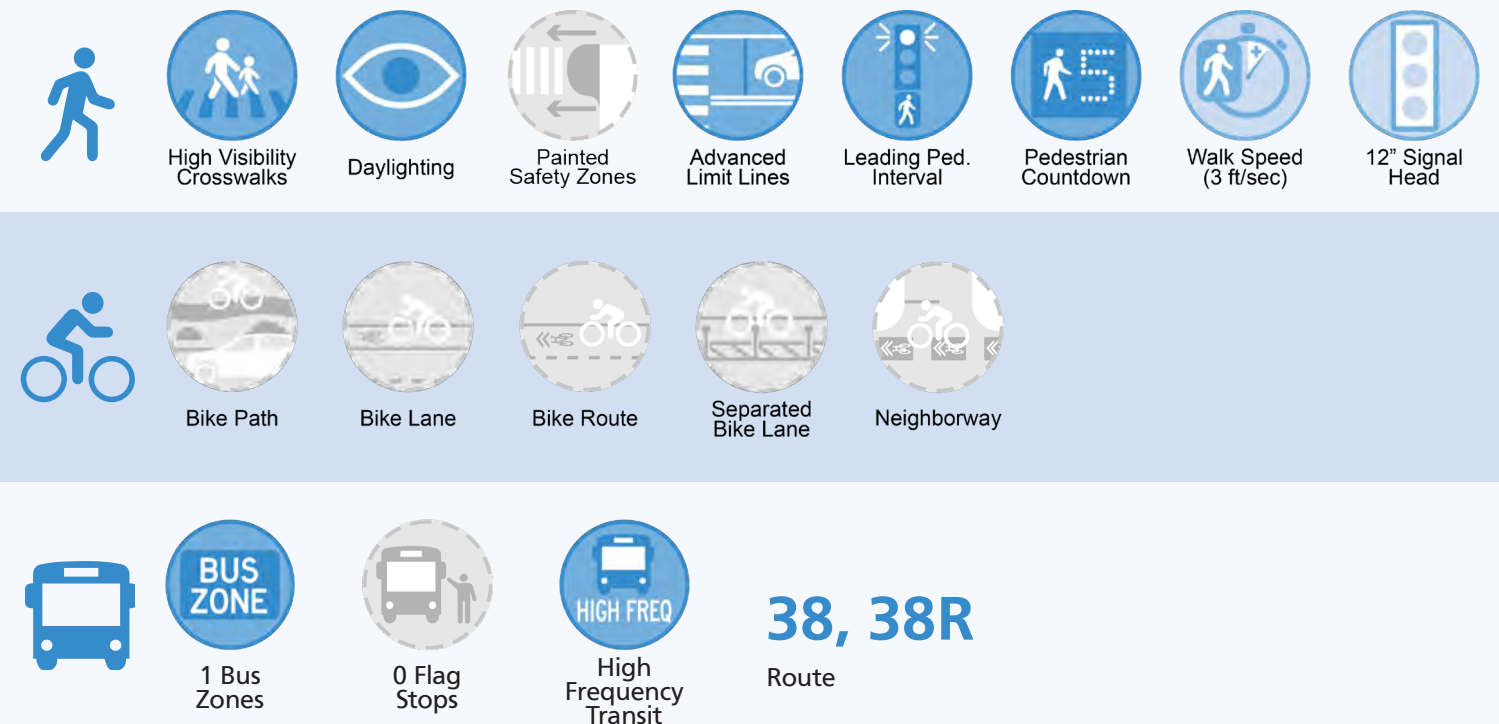 High Visibility
Crosswalks
Daylighting
Painted
Safety Zones
Advanced
Limit Lines
Leading Ped.
Interval
5
Pedestrian
Countdown
Walk Speed
(3 ft/sec)
12” Signal
Head
Bike Path
Bike Lane
Bike Route
Separated
Bike Lane
Neighborway
BUS
ZONE
1 Bus
Zones
0 Flag
Stops
HIGH FREQ
High
Frequency
Transit
38, 38R
Route